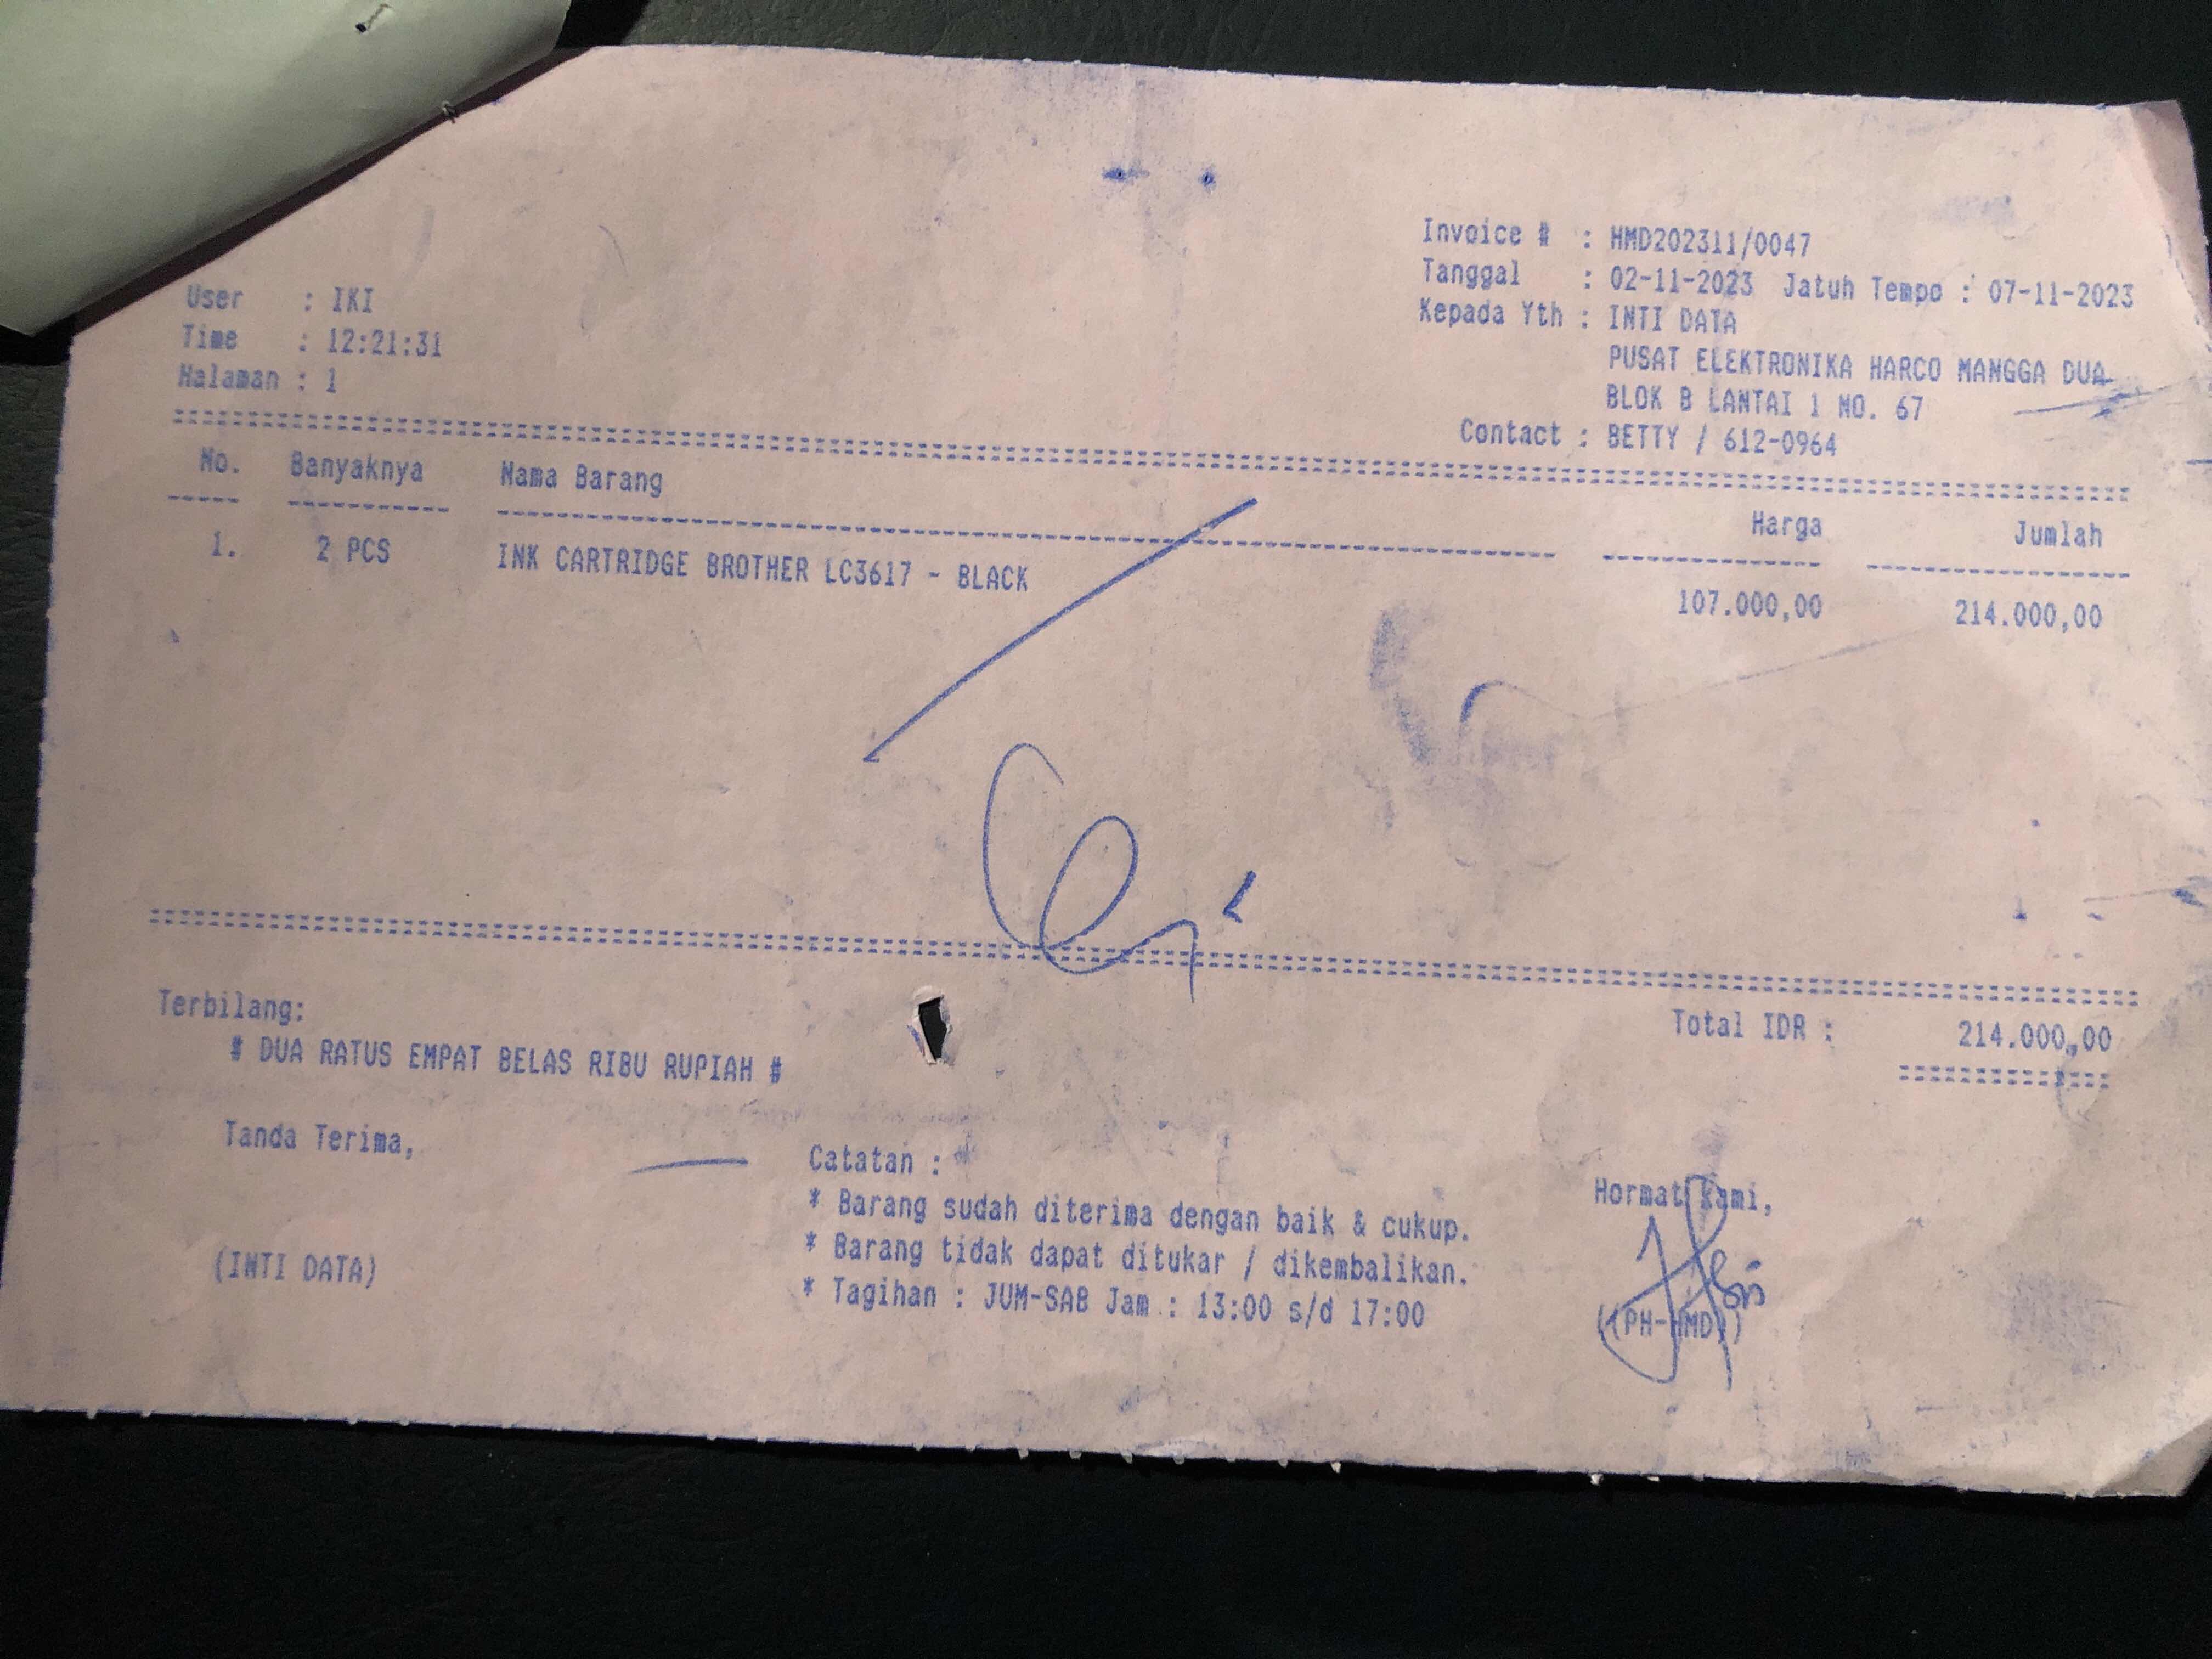 Invoice # : HMD202311/0047
Tanggal : 02-11-2023 Jatuh Tempo : 07-11-2023
Kepada Yth : INTI DATA
PUSAT ELEKTRONIKA HARCO MANGGA DUA
BLOK B LANTAI 1 NO. 67
Contact : BETTY / 612-0964
User : IKI
Time : 12:21:31
Halaman : 1
No. Banyaknya Nama Barang Harga Jumlah
1. 2 PCS INK CARTRIDGE BROTHER LC3617 - BLACK 107.000,00 214.000,00
Terbilang:
# DUA RATUS EMPAT BELAS RIBU RUPIAH #
Total IDR : 214.000,00
Tanda Terima,
(INTI DATA)
Catatan :
* Barang sudah diterima dengan baik & cukup.
* Barang tidak dapat ditukar / dikembalikan.
* Tagihan : JUM-SAB Jam : 13:00 s/d 17:00
Hormat kami,